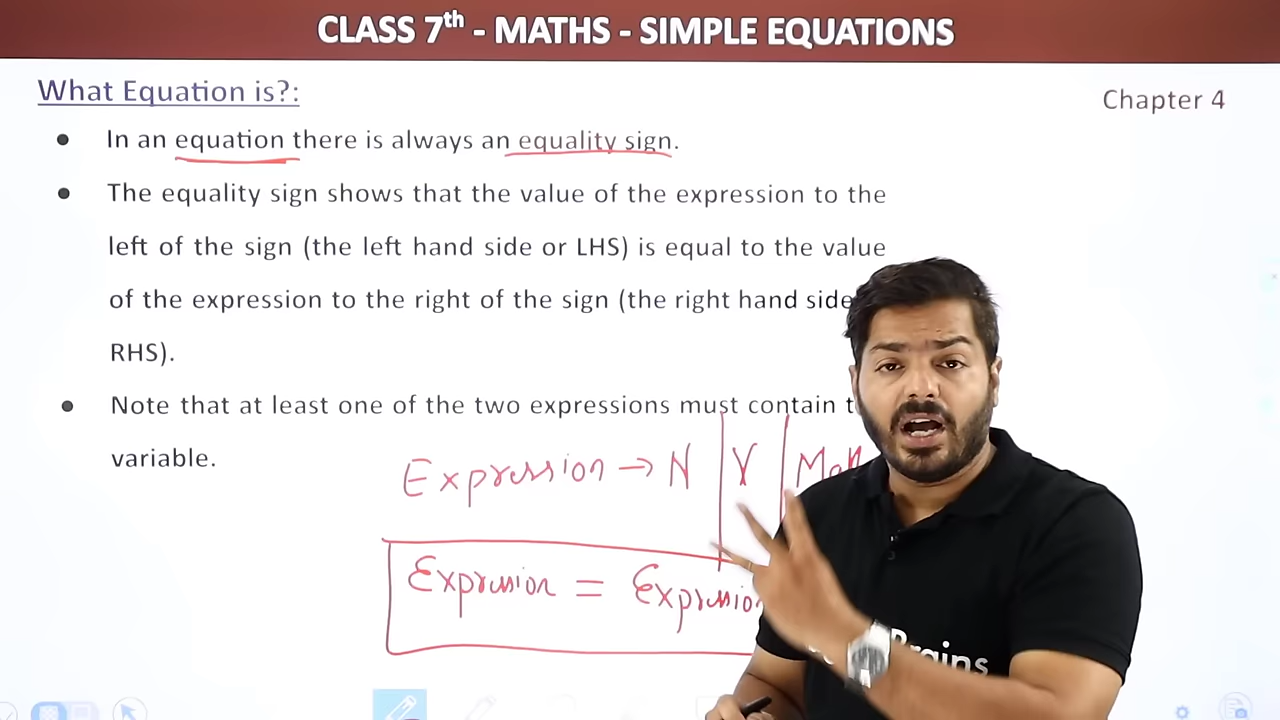 CLASS 7th - MATHS - SIMPLE EQUATIONS
What Equation is?:
Chapter 4
In an equation there is always an equality sign.
The equality sign shows that the value of the expression to the
left of the sign (the left hand side or LHS) is equal to the value
of the expression to the right of the sign (the right hand side
RHS).
Note that at least one of the two expressions must contain
variable.
Expression → N | V |
Expression = Expression